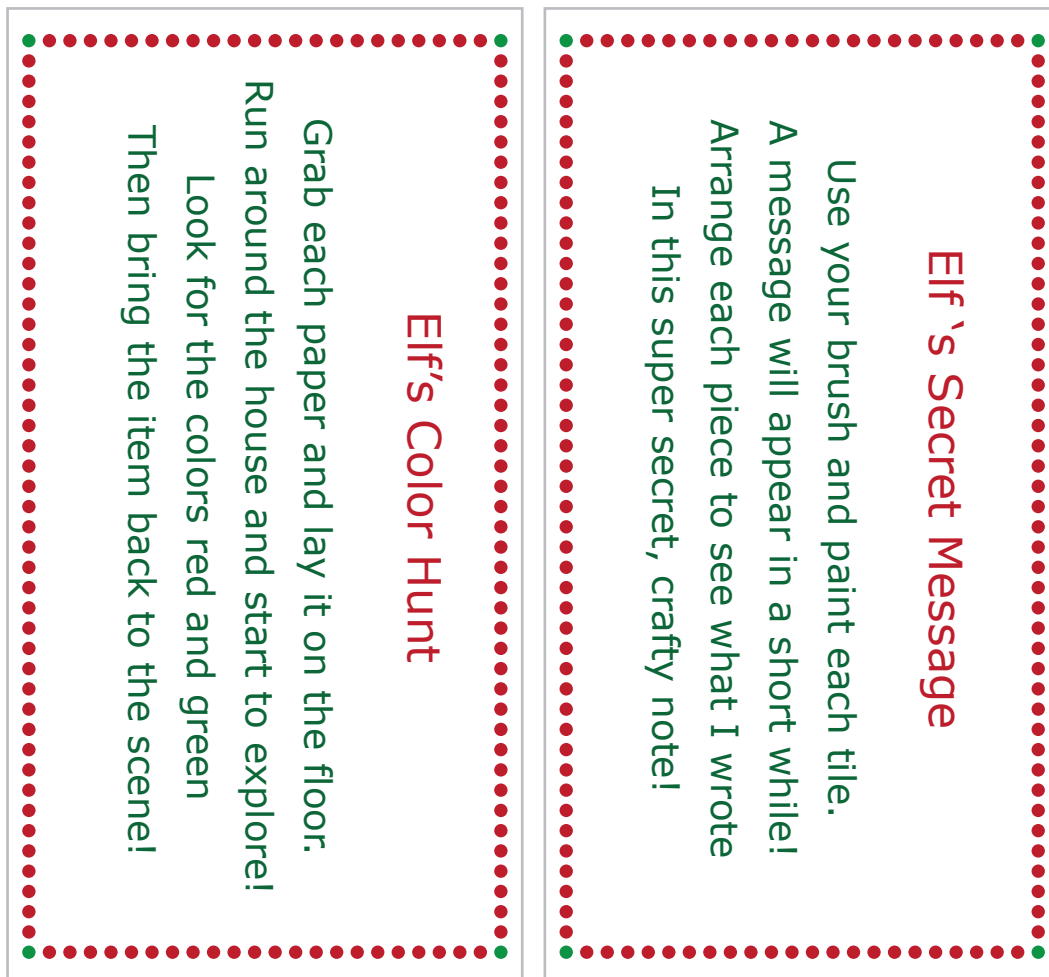 Elf `s Secret Message
Use your brush and paint each tile.
A message will appear in a short while!
Arrange each piece to see what I wrote
In this super secret, crafty note!
Elf’s Color Hunt
Grab each paper and lay it on the floor.
Run around the house and start to explore!
Look for the colors red and green
Then bring the item back to the scene!